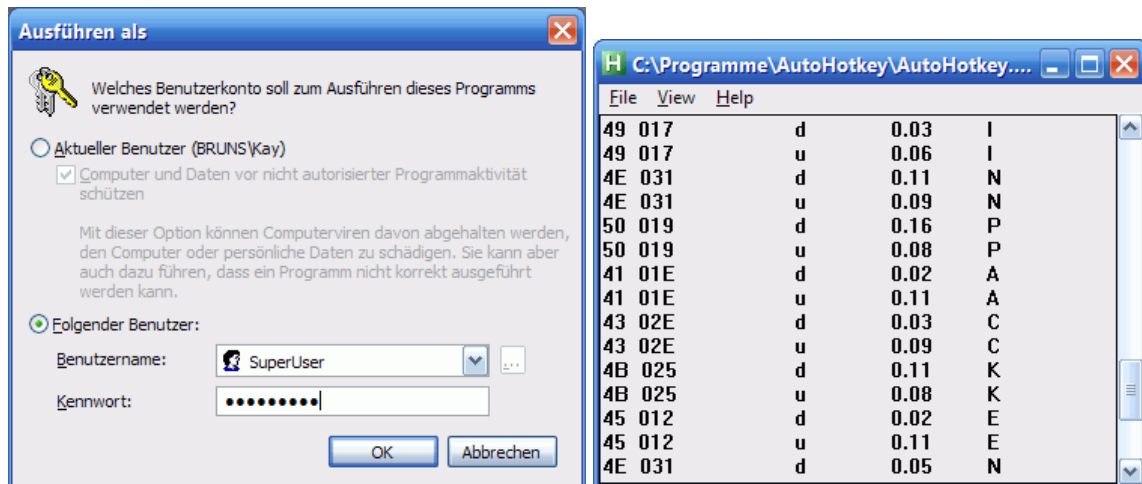 Ausführen als
Welches Benutzerkonto soll zum Ausführen dieses Programms
verwendet werden?
Aktueller Benutzer (BRUNS\Kay)
Computer und Daten vor nicht autorisierter Programmaktivität
schützen
Mit dieser Option können Computerviren davon abgehalten werden,
den Computer oder persönliche Daten zu schädigen. Sie kann aber
auch dazu führen, dass ein Programm nicht korrekt ausgeführt
werden kann.
Folgender Benutzer:
Benutzername: SuperUser ...
Kennwort: •••••••••
OK Abbrechen
C:\Programme\AutoHotkey\AutoHotkey....
File View Help
49 017 d 0.03 I
49 017 u 0.06 I
4E 031 d 0.11 N
4E 031 u 0.09 N
50 019 d 0.16 P
50 019 u 0.08 P
41 01E d 0.02 A
41 01E u 0.11 A
43 02E d 0.03 C
43 02E u 0.09 C
4B 025 d 0.11 K
4B 025 u 0.08 K
45 012 d 0.02 E
45 012 u 0.11 E
4E 031 d 0.05 N